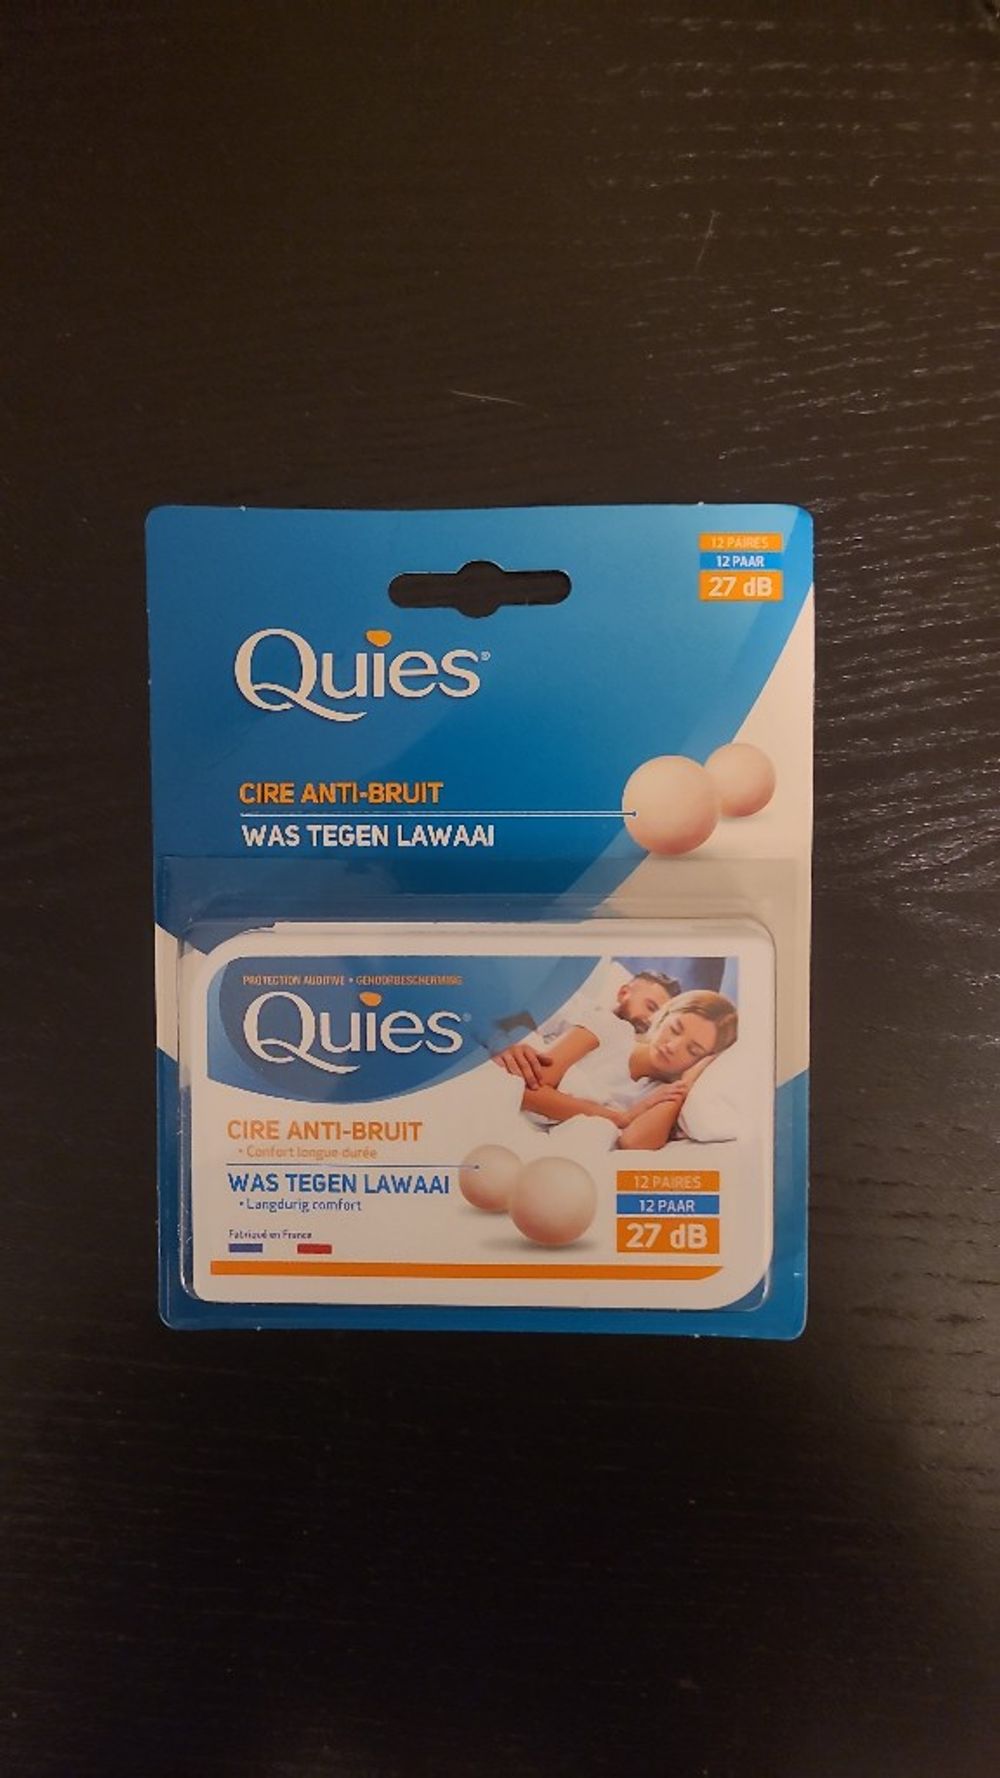 12 PAIRES
12 PAAR
27 dB
Quies®
CIRE ANTI-BRUIT
WAS TEGEN LAWAAI
PROTECTION AUDITIVE • GEHOORBESCHERMING
Quies®
CIRE ANTI-BRUIT
• Confort longue durée
WAS TEGEN LAWAAI
• Langdurig comfort
12 PAIRES
12 PAAR
27 dB
Fabriqué en France